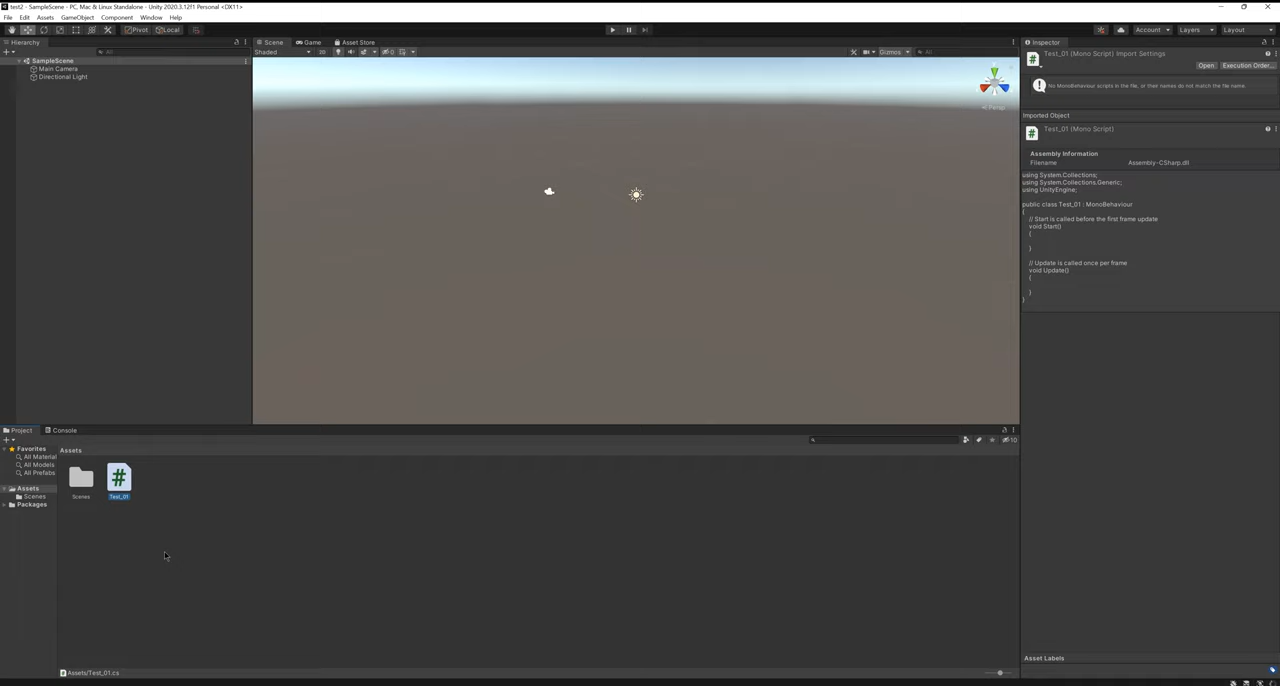 test2 - SampleScene - PC, Mac & Linux Standalone - Unity 2020.3.12f1 Personal <DX11>
File Edit Assets GameObject Component Window Help
Pivot Local Account Layers Layout
Hierarchy
All
SampleScene
Main Camera
Directional Light
Scene Game Asset Store
Shaded 2D 0 Gizmos All
Persp
Inspector
Test_01 (Mono Script) Import Settings
Open Execution Order...
No MonoBehaviour scripts in the file, or their names do not match the file name.
Imported Object
Test_01 (Mono Script)
Assembly Information
Filename Assembly-CSharp.dll
using System.Collections;
using System.Collections.Generic;
using UnityEngine;
public class Test_01 : MonoBehaviour
{
// Start is called before the first frame update
void Start()
{
}
// Update is called once per frame
void Update()
{
}
}
Project Console
Favorites
All Material
All Models
All Prefabs
Assets
Scenes
Packages
Assets
10
Scenes
#
Test_01
Assets/Test_01.cs
Asset Labels